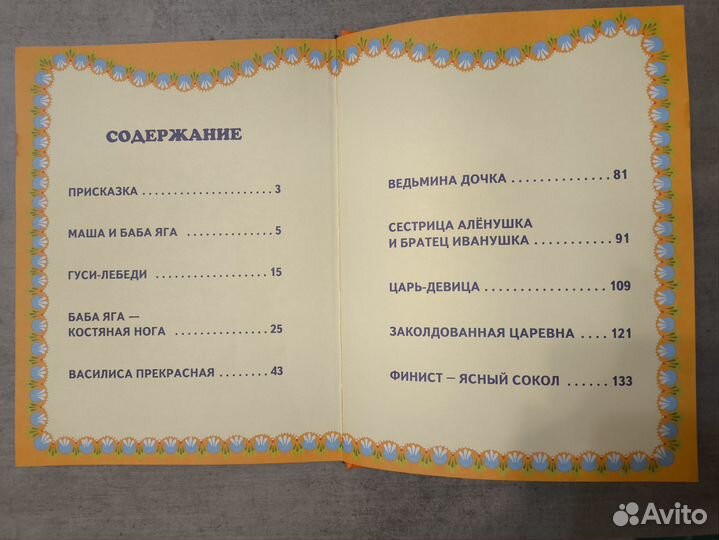 СОДЕРЖАНИЕ
ПРИСКАЗКА . . . . . . . . . . . . . . . . . . . . 3
МАША И БАБА ЯГА . . . . . . . . . . . . . 5
ГУСИ-ЛЕБЕДИ . . . . . . . . . . . . . . . . . 15
БАБА ЯГА —
КОСТЯНАЯ НОГА . . . . . . . . . . . . . . 25
ВАСИЛИСА ПРЕКРАСНАЯ . . . . . . . . 43
ВЕДЬМИНА ДОЧКА . . . . . . . . . . . . . . 81
СЕСТРИЦА АЛЁНУШКА
И БРАТЕЦ ИВАНУШКА . . . . . . . . . . . 91
ЦАРЬ-ДЕВИЦА . . . . . . . . . . . . . . . . . 109
ЗАКОЛДОВАННАЯ ЦАРЕВНА . . . . 121
ФИНИСТ — ЯСНЫЙ СОКОЛ . . . . . . 133
Avito